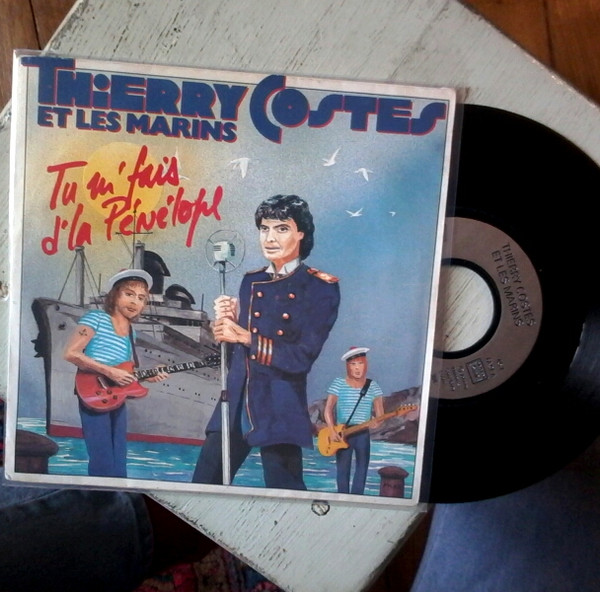 THIERRY COSTES
ET LES MARINS
Tu m'fais
d'la Pénélope
THIERRY COSTES
ET LES MARINS